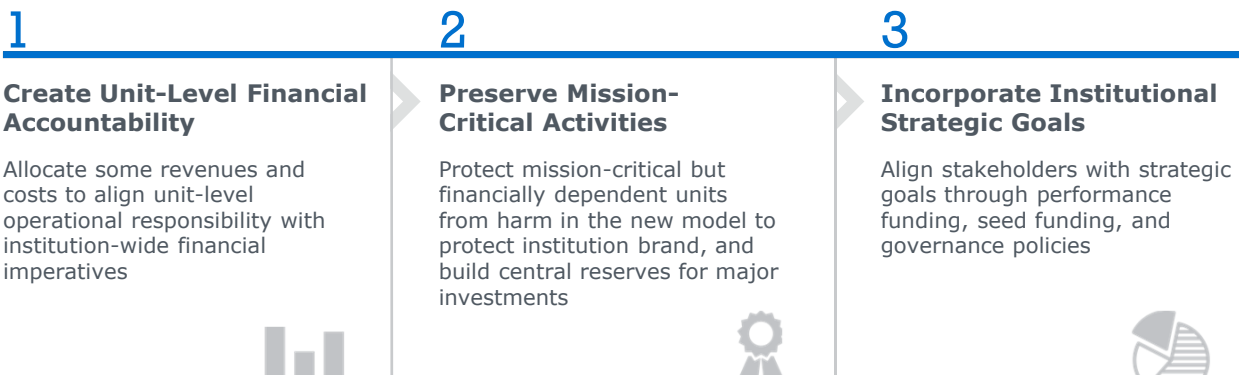 1
Create Unit-Level Financial
Accountability
Allocate some revenues and
costs to align unit-level
operational responsibility with
institution-wide financial
imperatives
2
Preserve Mission-
Critical Activities
Protect mission-critical but
financially dependent units
from harm in the new model to
protect institution brand, and
build central reserves for major
investments
3
Incorporate Institutional
Strategic Goals
Align stakeholders with strategic
goals through performance
funding, seed funding, and
governance policies